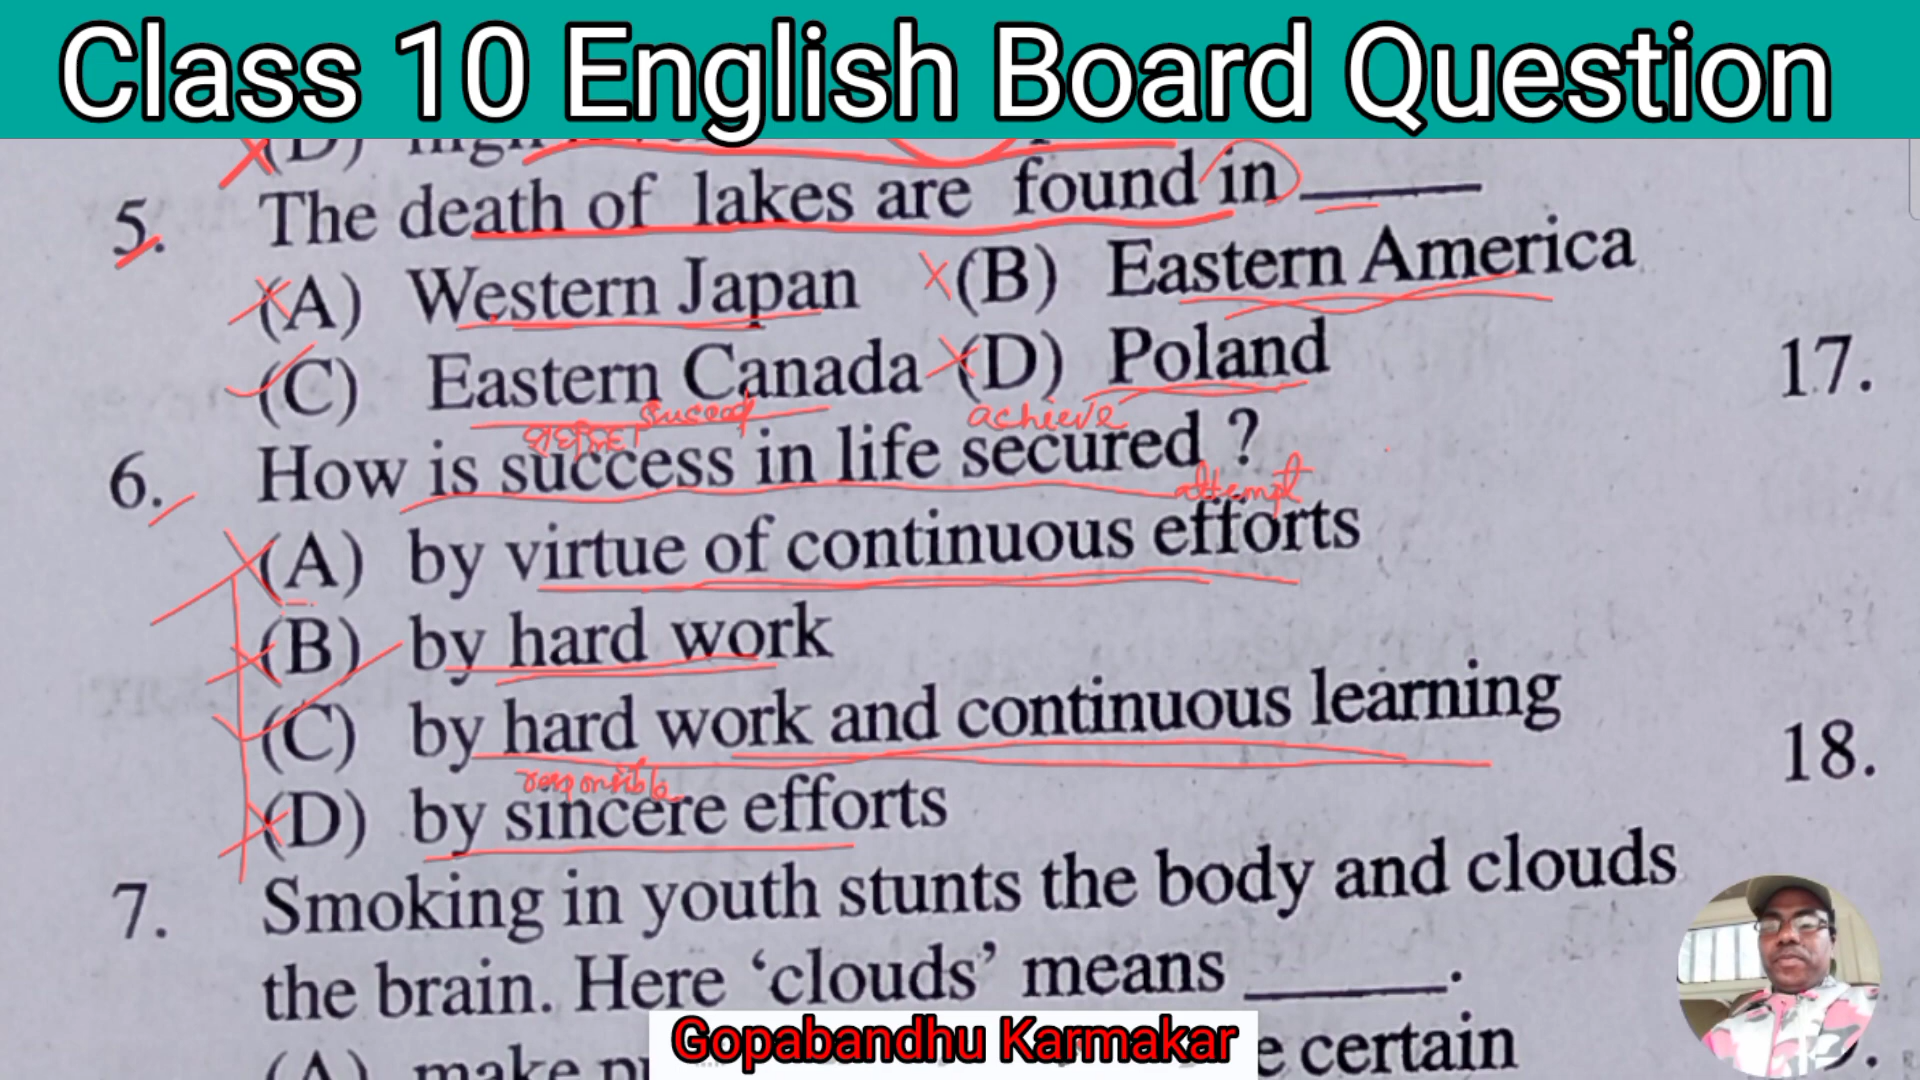 Class 10 English Board Question
(D) high
5. The death of lakes are found in ______
(A) Western Japan (B) Eastern America
(C) Eastern Canada (D) Poland
17.
succeed achieve
6. How is success in life secured ?
attempt
(A) by virtue of continuous efforts
(B) by hard work
(C) by hard work and continuous learning
18.
responsible
(D) by sincere efforts
7. Smoking in youth stunts the body and clouds
the brain. Here ‘clouds’ means ______.
(A) make certain
Gopabandhu Karmakar